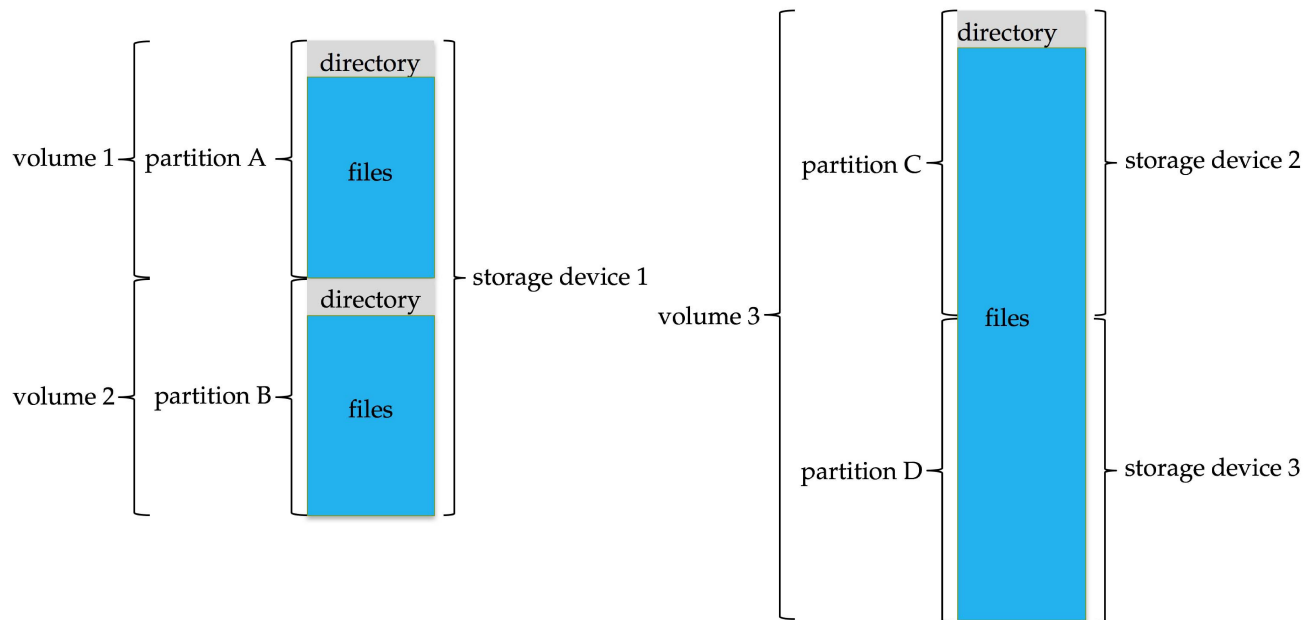 directory
volume 1
partition A
files
storage device 1
directory
volume 2
partition B
files
directory
partition C
storage device 2
volume 3
files
partition D
storage device 3